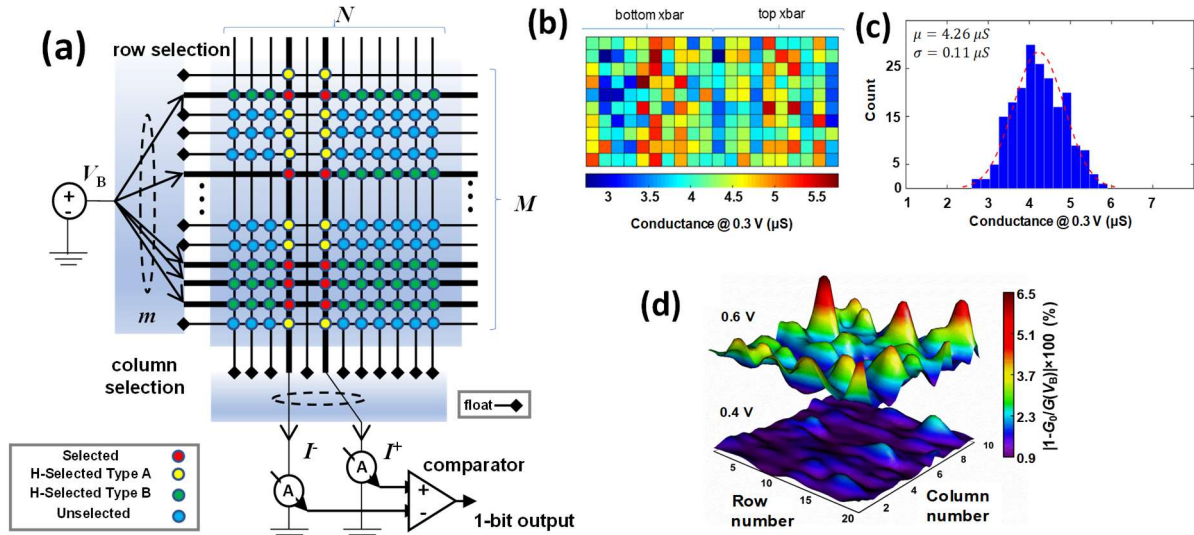 (a)
N
row selection
V_B
M
m
column selection
float
I⁻
I⁺
A
A
comparator
+
-
1-bit output
Selected
H-Selected Type A
H-Selected Type B
Unselected
(b)
bottom xbar
top xbar
3 3.5 4 4.5 5 5.5
Conductance @ 0.3 V (µS)
(c)
µ = 4.26 µS
σ = 0.11 µS
Count
25
15
5
0
1 2 3 4 5 6 7
Conductance @ 0.3 V (µS)
(d)
0.6 V
0.4 V
5 10 15 20
Row number
2 4 6 8 10
Column number
6.5
5.1
3.7
2.3
0.9
|1-G₀/G(V_B)|×100 (%)